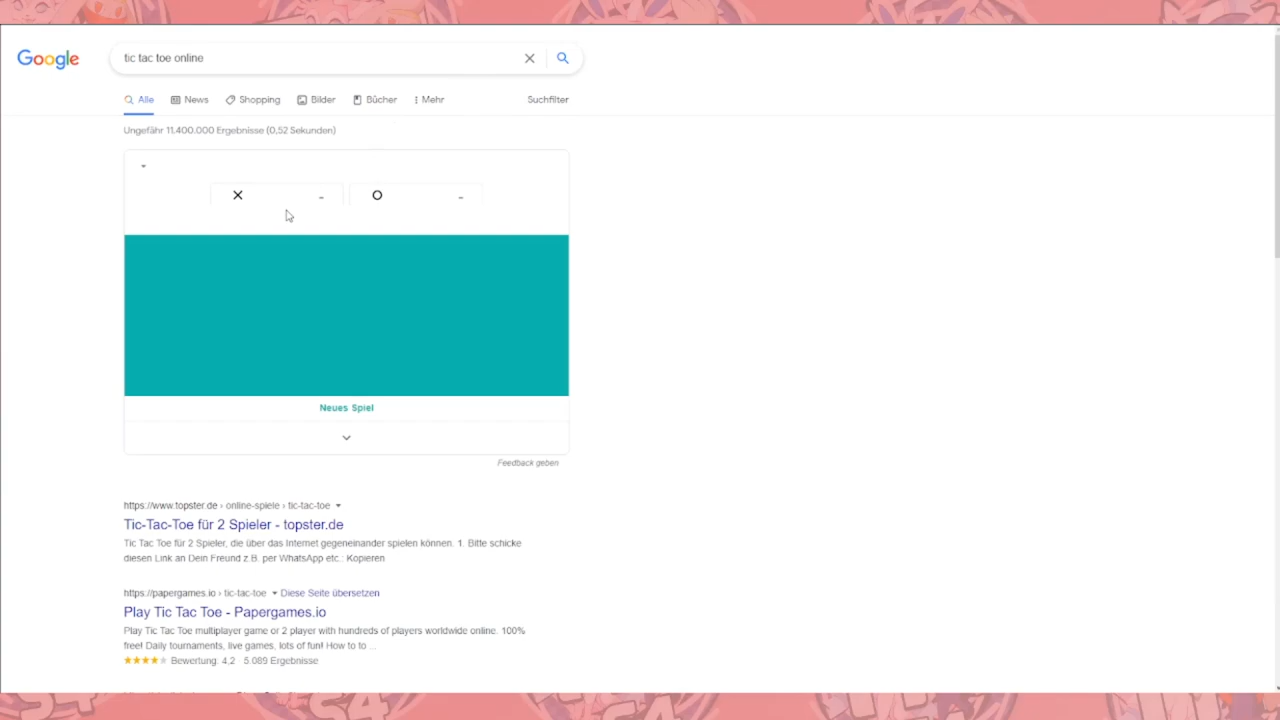 Google
tic tac toe online
Alle News Shopping Bilder Bücher Mehr Suchfilter
Ungefähr 11.400.000 Ergebnisse (0,52 Sekunden)
X - O -
Neues Spiel
Feedback geben
https://www.topster.de › online-spiele › tic-tac-toe
Tic-Tac-Toe für 2 Spieler - topster.de
Tic Tac Toe für 2 Spieler, die über das Internet gegeneinander spielen können. 1. Bitte schicke
diesen Link an Dein Freund z.B. per WhatsApp etc.: Kopieren
https://papergames.io › tic-tac-toe Diese Seite übersetzen
Play Tic Tac Toe - Papergames.io
Play Tic Tac Toe multiplayer game or 2 player with hundreds of players worldwide online. 100%
free! Daily tournaments, live games, lots of fun! How to to ...
Bewertung: 4,2 · 5.089 Ergebnisse